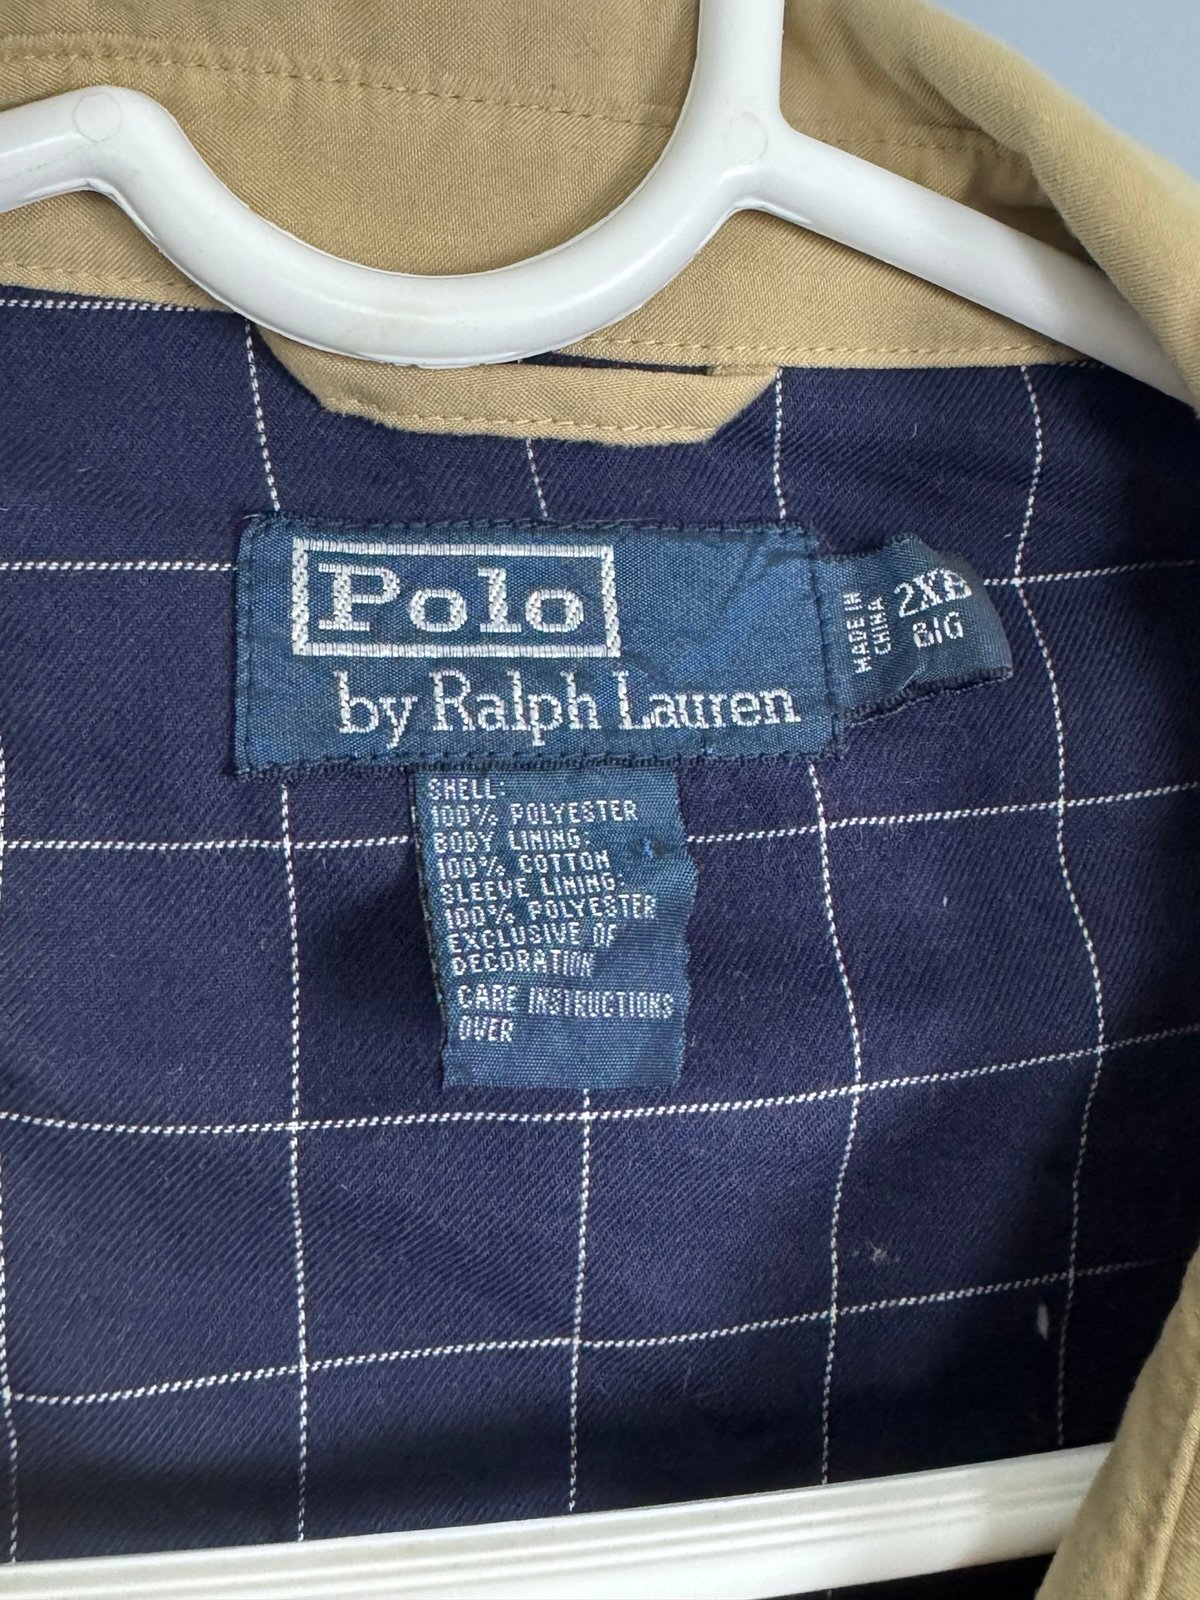 Polo
by Ralph Lauren
MADE IN
CHINA
2XB
BIG
SHELL:
100% POLYESTER
BODY LINING:
100% COTTON
SLEEVE LINING:
100% POLYESTER
EXCLUSIVE OF
DECORATION
CARE INSTRUCTIONS
OVER